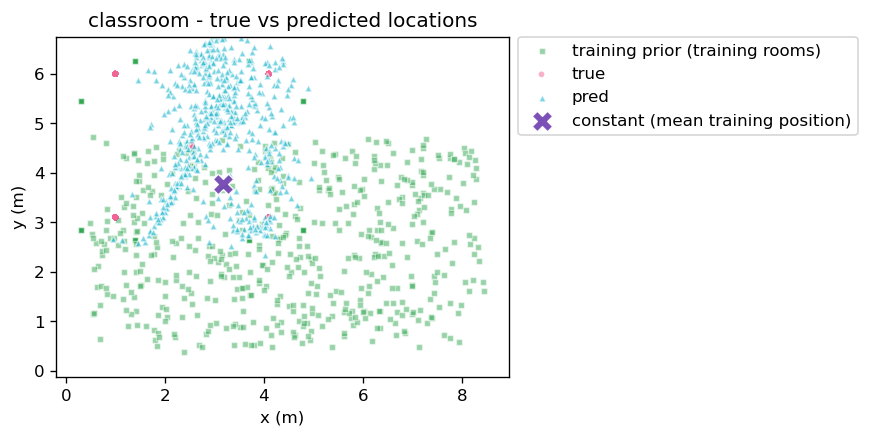 classroom - true vs predicted locations
training prior (training rooms)
true
pred
constant (mean training position)
y (m)
6
5
4
3
2
1
0
0 2 4 6 8
x (m)